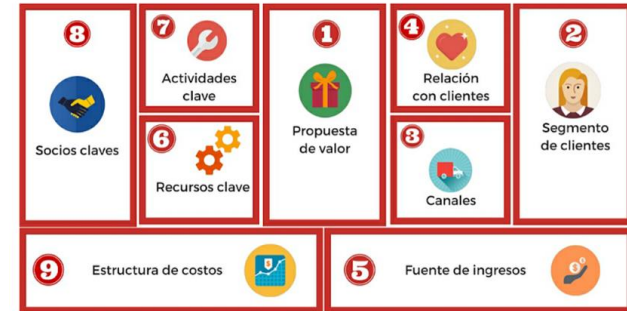 8
Socios claves
7
Actividades
clave
6
Recursos clave
1
Propuesta
de valor
4
Relación
con clientes
3
Canales
2
Segmento
de clientes
9
Estructura de costos
5
Fuente de ingresos